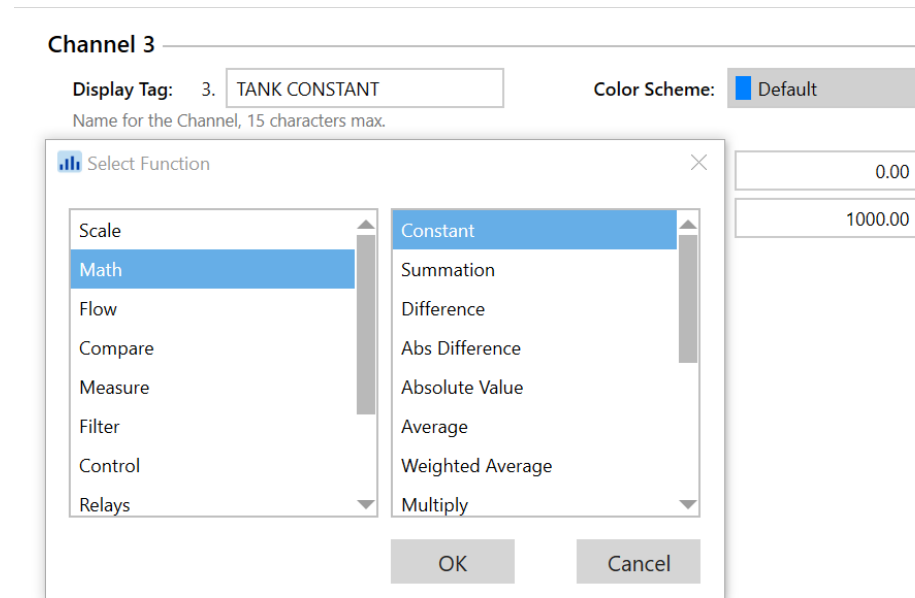 Channel 3
Display Tag: 3. TANK CONSTANT Color Scheme: Default
Name for the Channel, 15 characters max.
Select Function
0.00
1000.00
Scale
Math
Flow
Compare
Measure
Filter
Control
Relays
Constant
Summation
Difference
Abs Difference
Absolute Value
Average
Weighted Average
Multiply
OK Cancel